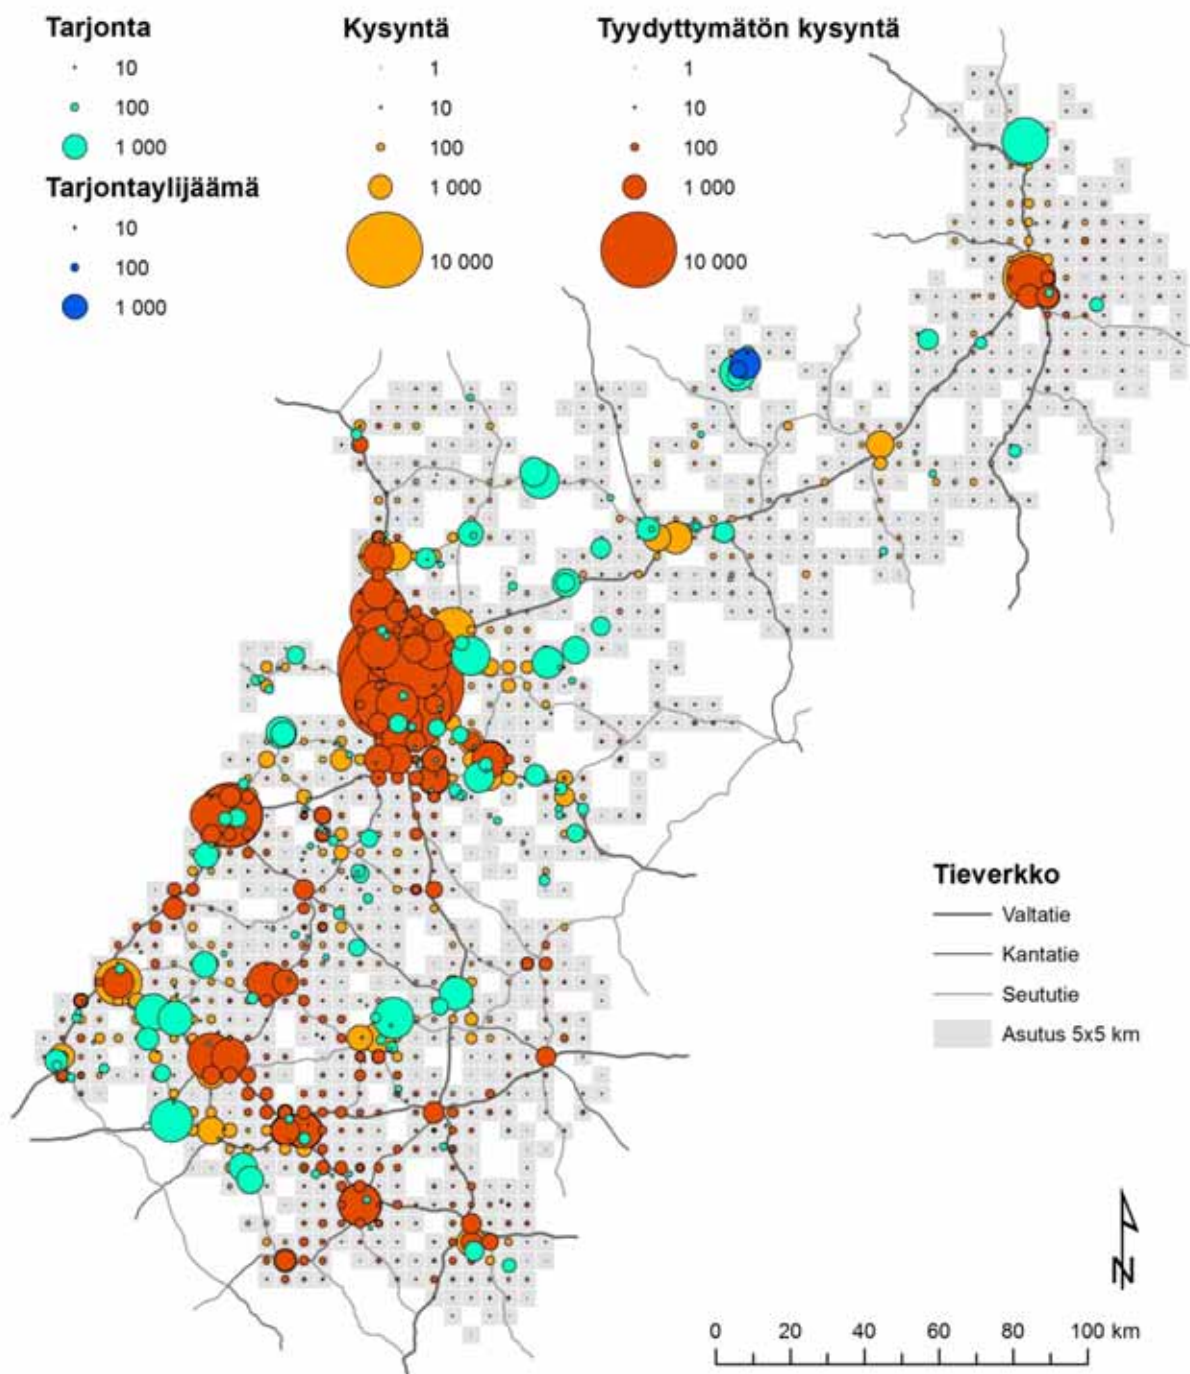 Tarjonta
10
100
1 000
Tarjontaylijäämä
10
100
1 000
Kysyntä
1
10
100
1 000
10 000
Tyydyttymätön kysyntä
1
10
100
1 000
10 000
Tieverkko
Valtatie
Kantatie
Seututie
Asutus 5x5 km
N
0 20 40 60 80 100 km